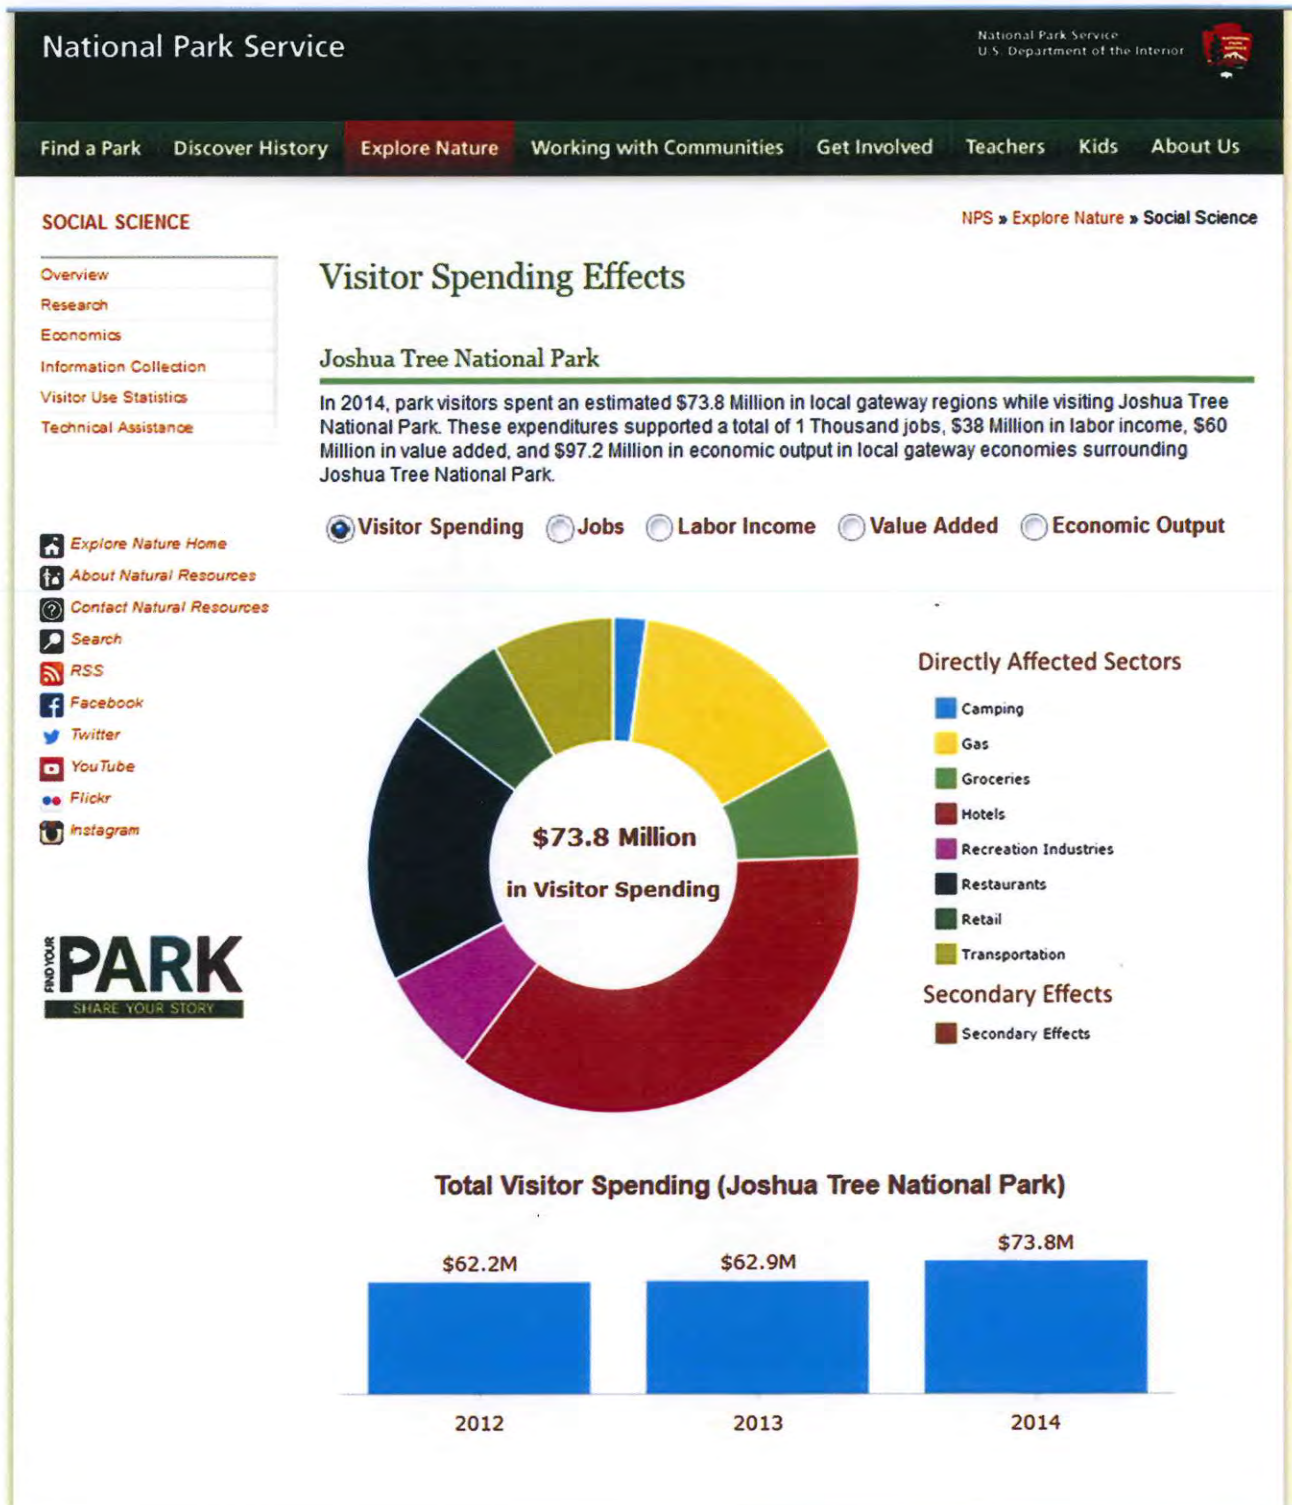 National Park Service
National Park Service
U.S. Department of the Interior
Find a Park Discover History Explore Nature Working with Communities Get Involved Teachers Kids About Us
SOCIAL SCIENCE
NPS » Explore Nature » Social Science
Overview
Research
Economics
Information Collection
Visitor Use Statistics
Technical Assistance
Explore Nature Home
About Natural Resources
Contact Natural Resources
Search
RSS
Facebook
Twitter
YouTube
Flickr
Instagram
FIND YOUR
PARK
SHARE YOUR STORY
Visitor Spending Effects
Joshua Tree National Park
In 2014, park visitors spent an estimated $73.8 Million in local gateway regions while visiting Joshua Tree
National Park. These expenditures supported a total of 1 Thousand jobs, $38 Million in labor income, $60
Million in value added, and $97.2 Million in economic output in local gateway economies surrounding
Joshua Tree National Park.
Visitor Spending Jobs Labor Income Value Added Economic Output
$73.8 Million
in Visitor Spending
Directly Affected Sectors
Camping
Gas
Groceries
Hotels
Recreation Industries
Restaurants
Retail
Transportation
Secondary Effects
Secondary Effects
Total Visitor Spending (Joshua Tree National Park)
$62.2M
$62.9M
$73.8M
2012
2013
2014